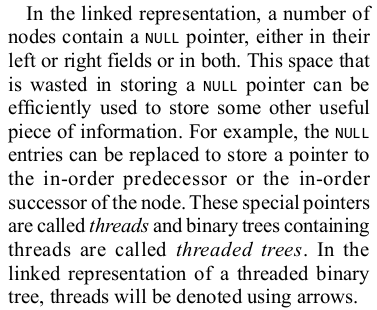 In the linked representation, a number of
nodes contain a NULL pointer, either in their
left or right fields or in both. This space that
is wasted in storing a NULL pointer can be
efficiently used to store some other useful
piece of information. For example, the NULL
entries can be replaced to store a pointer to
the in-order predecessor or the in-order
successor of the node. These special pointers
are called threads and binary trees containing
threads are called threaded trees. In the
linked representation of a threaded binary
tree, threads will be denoted using arrows.